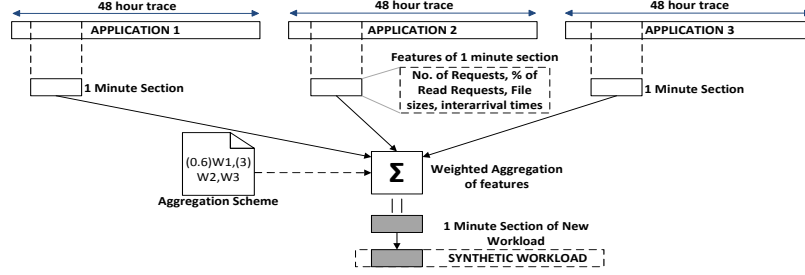 48 hour trace
48 hour trace
48 hour trace
APPLICATION 1
APPLICATION 2
APPLICATION 3
Features of 1 minute section
1 Minute Section
No. of Requests, % of
Read Requests, File
sizes, interarrival times
1 Minute Section
(0.6)W1,(3)
W2,W3
Σ
Weighted Aggregation
of features
Aggregation Scheme
1 Minute Section of New
Workload
SYNTHETIC WORKLOAD